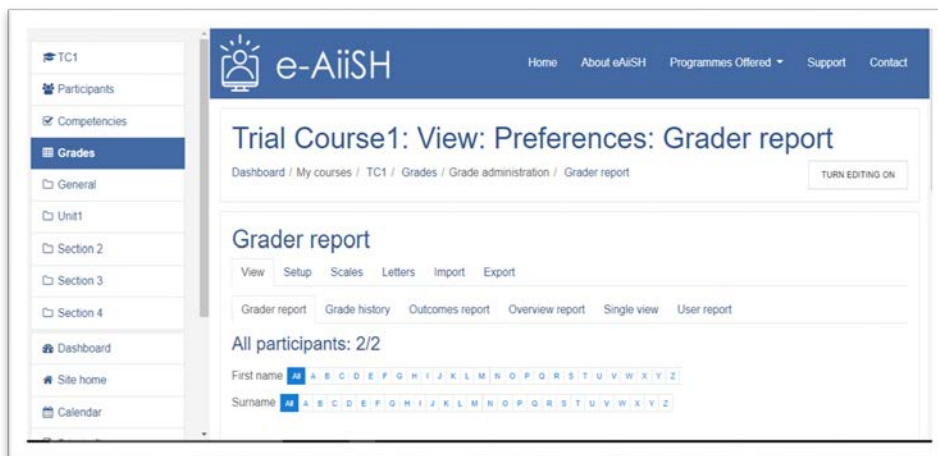 TC1
Participants
Competencies
Grades
General
Unit1
Section 2
Section 3
Section 4
Dashboard
Site home
Calendar
e-AiiSH
Home About eAiiSH Programmes Offered Support Contact
Trial Course1: View: Preferences: Grader report
Dashboard / My courses / TC1 / Grades / Grade administration / Grader report
TURN EDITING ON
Grader report
View Setup Scales Letters Import Export
Grader report Grade history Outcomes report Overview report Single view User report
All participants: 2/2
First name All A B C D E F G H I J K L M N O P Q R S T U V W X Y Z
Surname All A B C D E F G H I J K L M N O P Q R S T U V W X Y Z